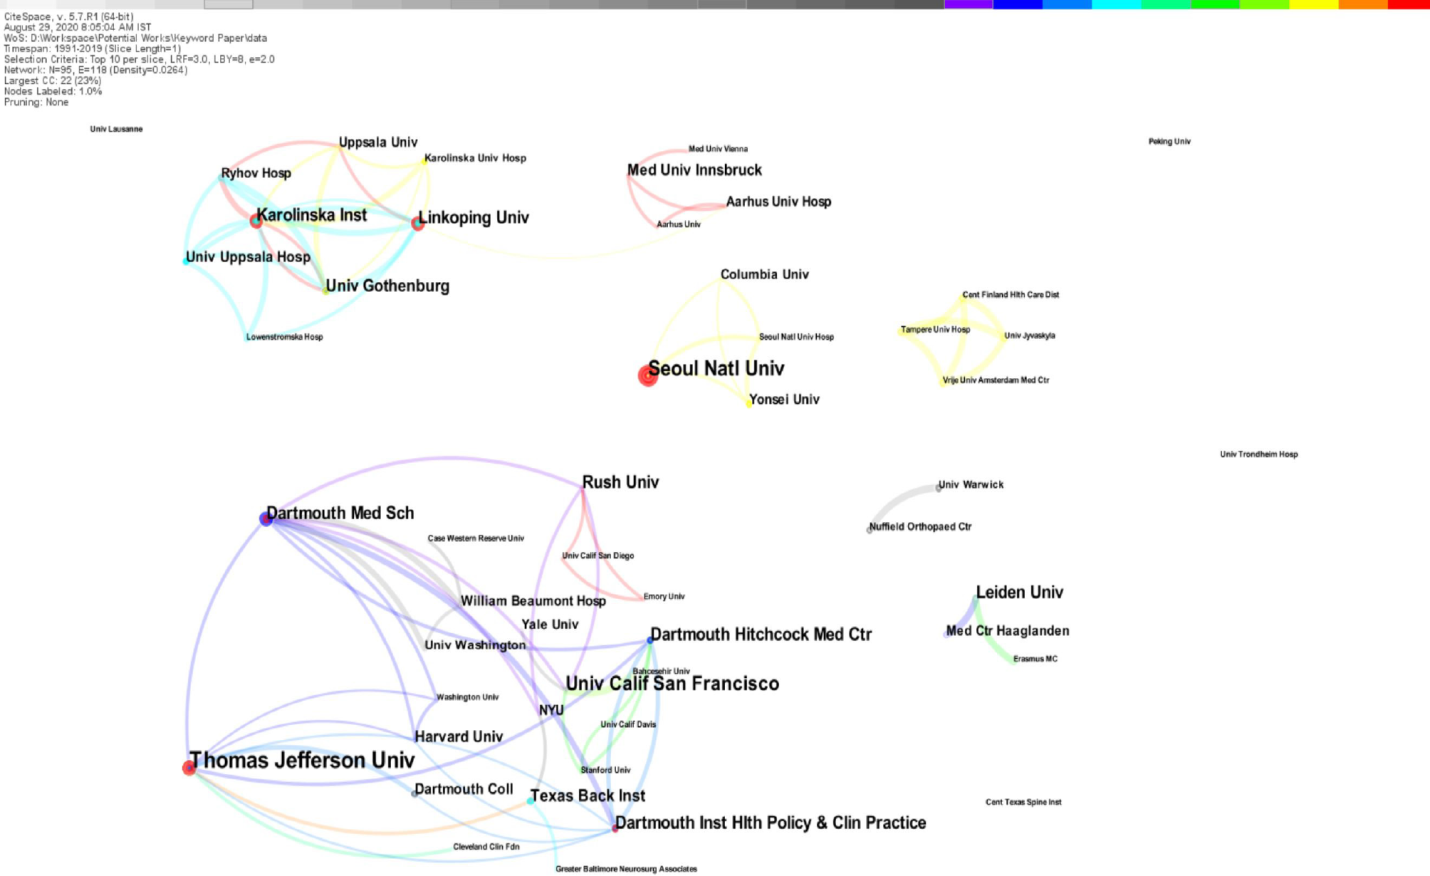 CiteSpace, v. 5.7.R1 (64-bit)
August 29, 2020 8:05:04 AM IST
WoS: D:\Workspace\Potential Works\Keyword Paper\data
Timespan: 1991-2019 (Slice Length=1)
Selection Criteria: Top 10 per slice, LRF=3.0, LBY=8, e=2.0
Network: N=95, E=118 (Density=0.0264)
Largest CC: 22 (23%)
Nodes Labeled: 1.0%
Pruning: None
Univ Lausanne
Uppsala Univ
Peking Univ
Med Univ Vienna
Karolinska Univ Hosp
Med Univ Innsbruck
Ryhov Hosp
Aarhus Univ Hosp
Karolinska Inst
Linkoping Univ
Aarhus Univ
Univ Uppsala Hosp
Columbia Univ
Univ Gothenburg
Cent Finland Hlth Care Dist
Tampere Univ Hosp
Univ Jyvaskyla
Lowenstromska Hosp
Seoul Natl Univ Hosp
Seoul Natl Univ
Vrije Univ Amsterdam Med Ctr
Yonsei Univ
Univ Trondheim Hosp
Rush Univ
Univ Warwick
Dartmouth Med Sch
Nuffield Orthopaed Ctr
Case Western Reserve Univ
Univ Calif San Diego
Leiden Univ
Emory Univ
William Beaumont Hosp
Yale Univ
Med Ctr Haaglanden
Dartmouth Hitchcock Med Ctr
Univ Washington
Erasmus MC
Bahcesehir Univ
Univ Calif San Francisco
Washington Univ
NYU
Univ Calif Davis
Harvard Univ
Thomas Jefferson Univ
Stanford Univ
Dartmouth Coll
Texas Back Inst
Cent Texas Spine Inst
Dartmouth Inst Hlth Policy & Clin Practice
Cleveland Clin Fdn
Greater Baltimore Neurosurg Associates